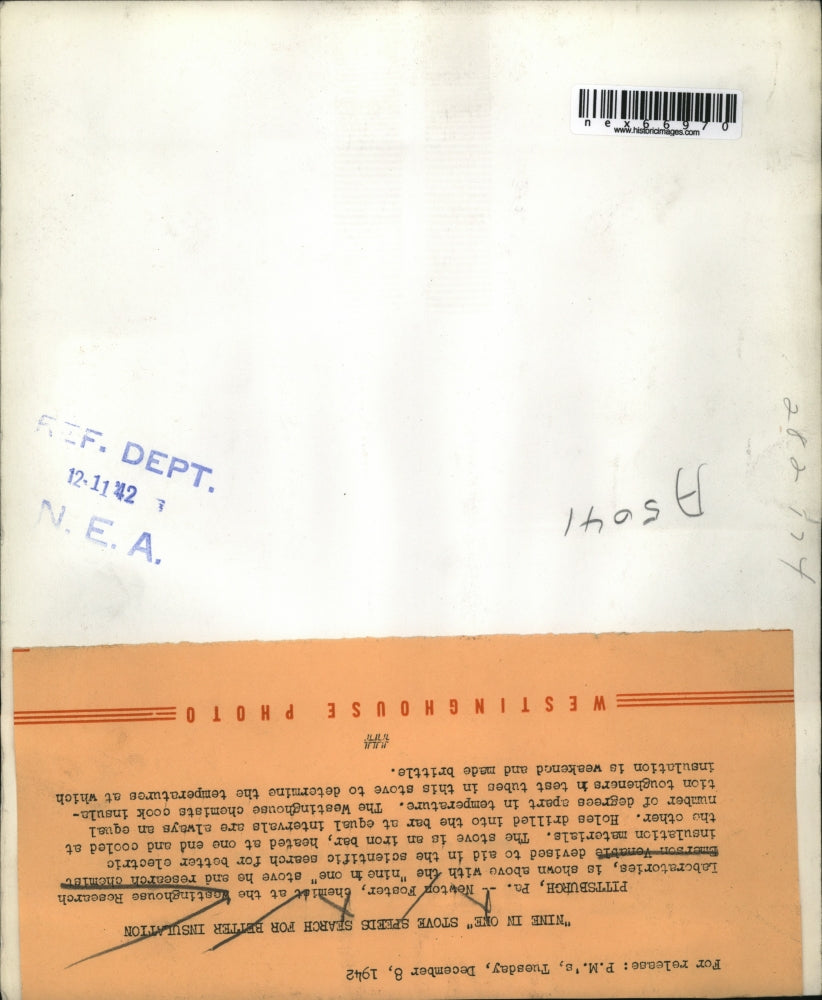 nex66970
www.historicimages.com
REF. DEPT.
12-11 '42
N. E. A.
A5041
For release: P.M.'s, Tuesday, December 8, 1942
"NINE IN ONE" STOVE SPEEDS SEARCH FOR BETTER INSULATION
PITTSBURGH, Pa. -- Newton Foster, chemist at the Westinghouse Research
Laboratories, is shown above with the "nine in one" stove he and research chemist
Emerson Venable devised to aid in the scientific search for better electric
insulation materials. The stove is an iron bar, heated at one end and cooled at
the other. Holes drilled into the bar at equal intervals are always an equal
number of degrees apart in temperature. The Westinghouse chemists cook insula-
tion tougheners in test tubes in this stove to determine the temperatures at which
insulation is weakened and made brittle.
###
WESTINGHOUSE PHOTO